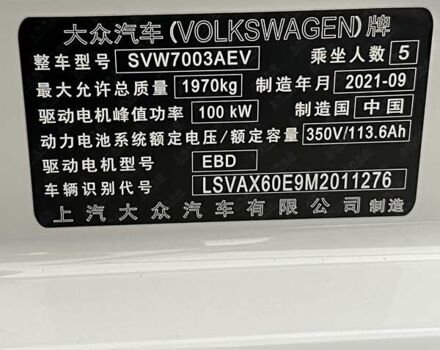 大众汽车(VOLKSWAGEN)牌
整车型号 SVW7003AEV 乘坐人数 5
最大允许总质量 1970kg 制造年月 2021-09
驱动电机峰值功率 100 kW 制造国 中国
动力电池系统额定电压/额定容量 350V/113.6Ah
驱动电机型号 EBD
车辆识别代号 LSVAX60E9M2011276
上汽大众汽车有限公司制造